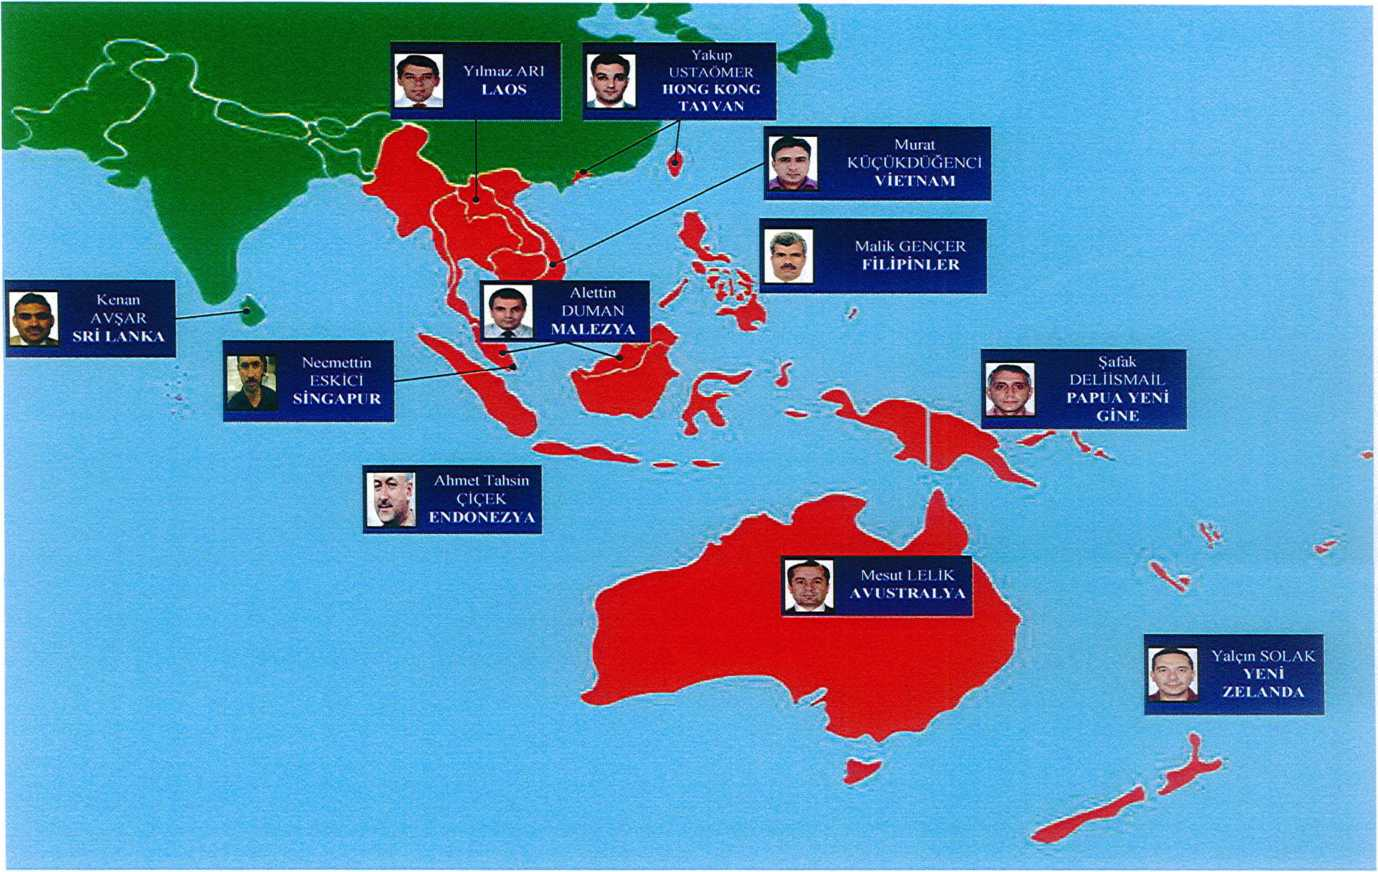 Yılmaz ARI
LAOS
Yakup
USTAÖMER
HONG KONG
TAYVAN
Murat
KÜÇÜKDÜĞENCİ
VİETNAM
Malik GENÇER
FİLİPİNLER
Kenan
AVŞAR
SRİ LANKA
Alettin
DUMAN
MALEZYA
Necmettin
ESKİCİ
SİNGAPUR
Şafak
DELİİSMAİL
PAPUA YENİ
GİNE
Ahmet Tahsin
ÇİÇEK
ENDONEZYA
Mesut LELİK
AVUSTRALYA
Yalçın SOLAK
YENİ
ZELANDA